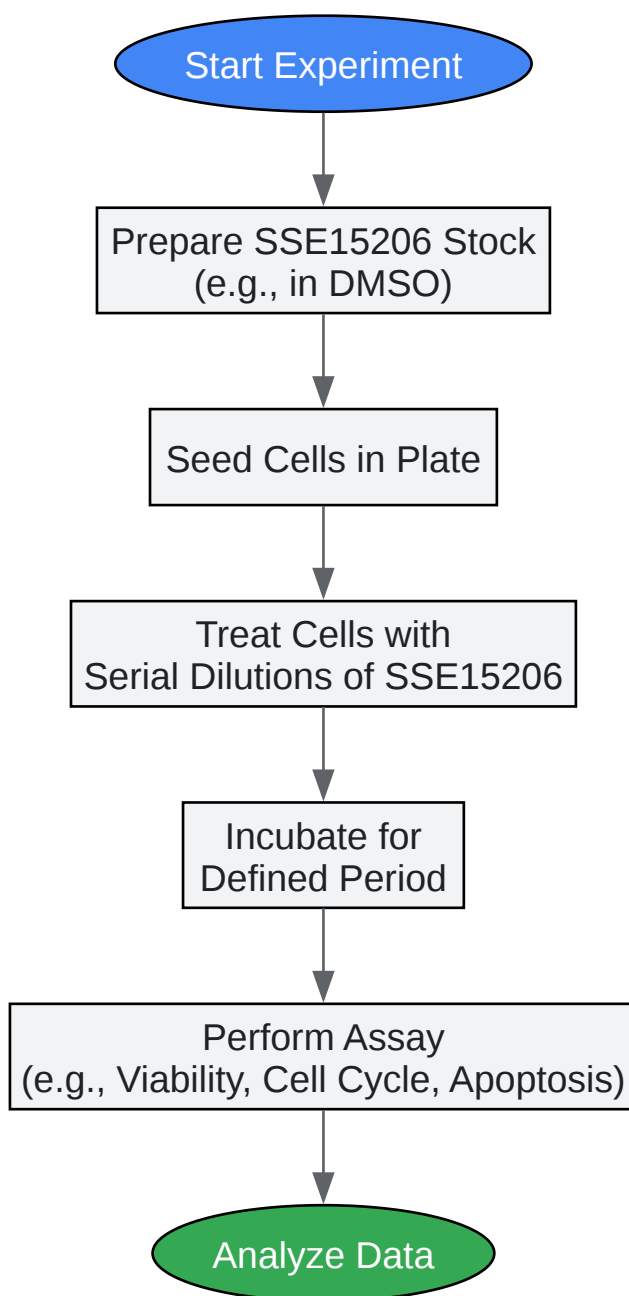 Start Experiment
Prepare SSE15206 Stock
(e.g., in DMSO)
Seed Cells in Plate
Treat Cells with
Serial Dilutions of SSE15206
Incubate for
Defined Period
Perform Assay
(e.g., Viability, Cell Cycle, Apoptosis)
Analyze Data